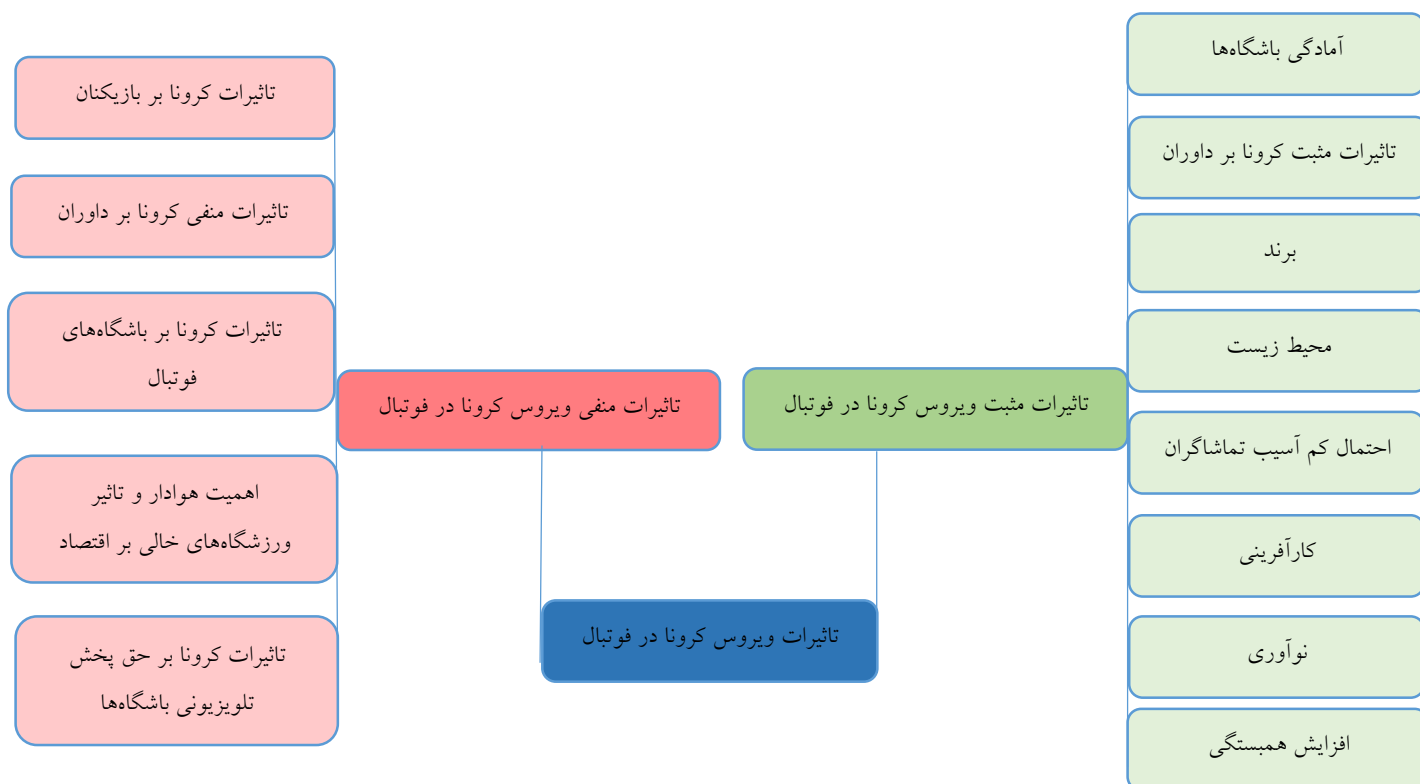 آمادگی باشگاه‌ها
تاثیرات مثبت کرونا بر داوران
برند
محیط زیست
احتمال کم آسیب تماشاگران
کارآفرینی
نوآوری
افزایش همبستگی
تاثیرات مثبت ویروس کرونا در فوتبال
تاثیرات ویروس کرونا در فوتبال
تاثیرات منفی ویروس کرونا در فوتبال
تاثیرات کرونا بر بازیکنان
تاثیرات منفی کرونا بر داوران
تاثیرات کرونا بر باشگاه‌های
فوتبال
اهمیت هوادار و تاثیر
ورزشگاه‌های خالی بر اقتصاد
تاثیرات کرونا بر حق پخش
تلویزیونی باشگاه‌ها